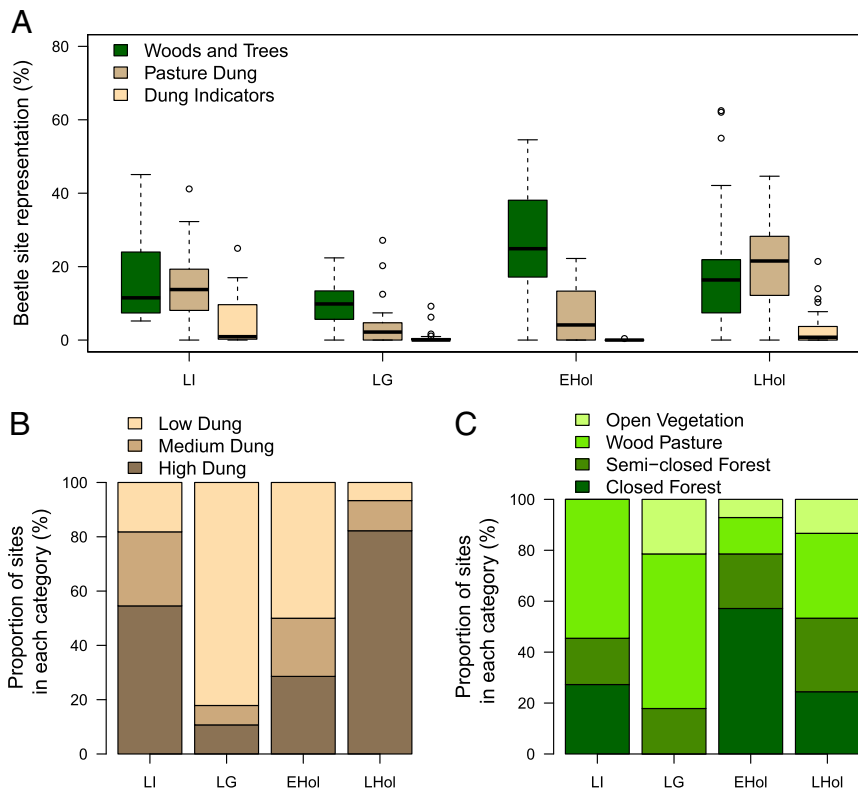 A
Beetle site representation (%)
80
60
40
20
0
Woods and Trees
Pasture Dung
Dung Indicators
LI
LG
EHol
LHol
B
Low Dung
Medium Dung
High Dung
Proportion of sites
in each category (%)
100
80
60
40
20
0
LI
LG
EHol
LHol
C
Open Vegetation
Wood Pasture
Semi−closed Forest
Closed Forest
Proportion of sites
in each category (%)
100
80
60
40
20
0
LI
LG
EHol
LHol